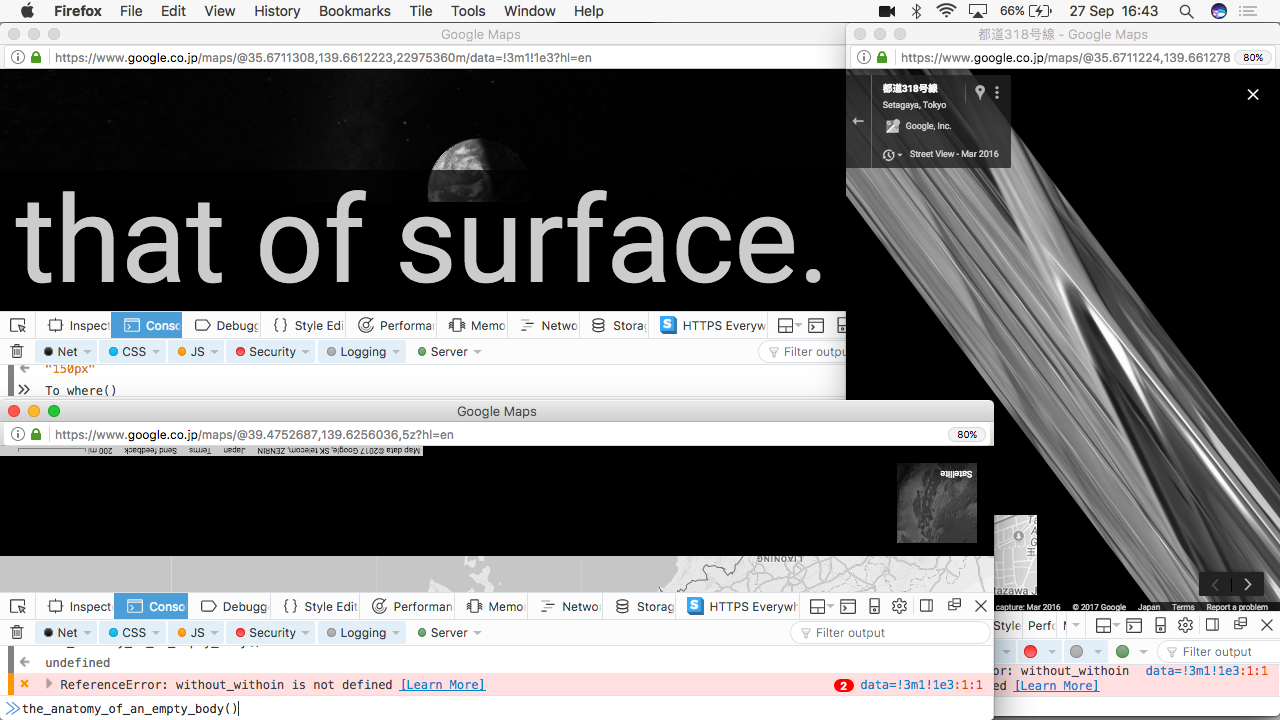 Firefox File Edit View History Bookmarks Tile Tools Window Help 66% 27 Sep 16:43
Google Maps
https://www.google.co.jp/maps/@35.6711308,139.6612223,22975360m/data=!3m1!1e3?hl=en
that of surface.
Inspect Conso Debugg Style Edi Performa Memo Netwo Storag S HTTPS Everyw
Net CSS JS Security Logging Server Filter outpu
"150px"
To where()
都道318号線 - Google Maps
https://www.google.co.jp/maps/@35.6711224,139.661278 80%
都道318号線
Setagaya, Tokyo
Google, Inc.
Street View - Mar 2016
capture: Mar 2016 © 2017 Google Japan Terms Report a problem
Style Perfo
Filter output
or: without_withoin data=!3m1!1e3:1:1
ed [Learn More]
Google Maps
https://www.google.co.jp/maps/@39.4752687,139.6256036,5z?hl=en 80%
Map data ©2017 Google, SK telecom, ZENRIN Japan Terms Send feedback 200 mi
Satellite
LIAONING
Inspect Conso Debugg Style Edit Performan Memo Netwo Storag S HTTPS Everywh
Net CSS JS Security Logging Server Filter output
undefined
ReferenceError: without_withoin is not defined [Learn More] 2 data=!3m1!1e3:1:1
the_anatomy_of_an_empty_body()